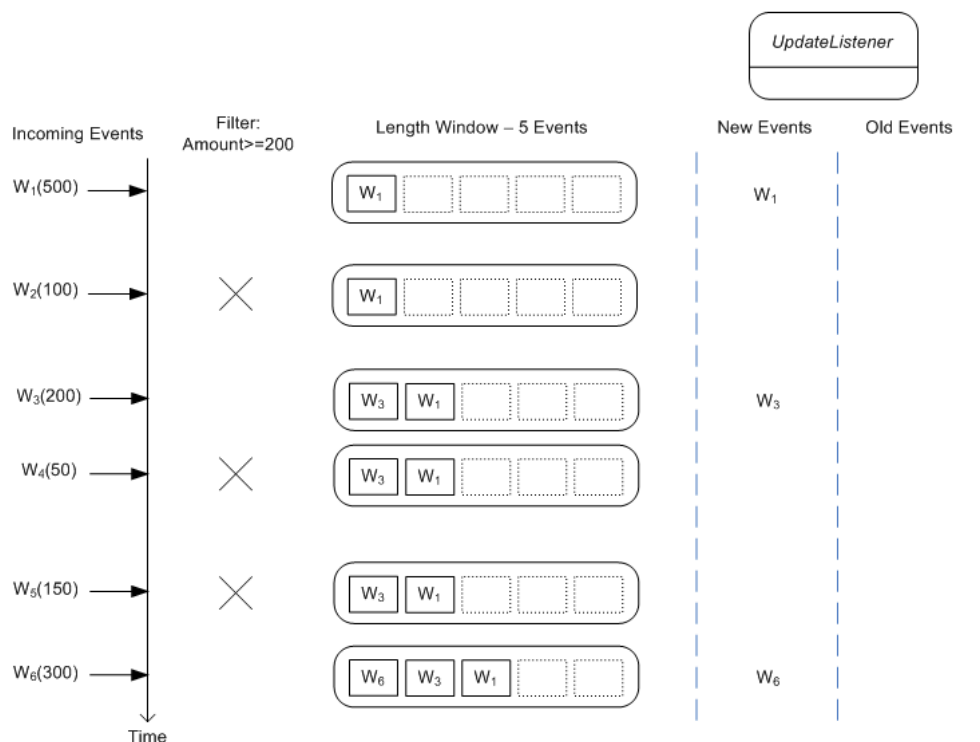 UpdateListener
Incoming Events
Filter:
Amount>=200
Length Window – 5 Events
New Events
Old Events
W₁(500)
W₁
W₁
W₂(100)
W₁
W₃(200)
W₃ W₁
W₃
W₄(50)
W₃ W₁
W₅(150)
W₃ W₁
W₆(300)
W₆ W₃ W₁
W₆
Time